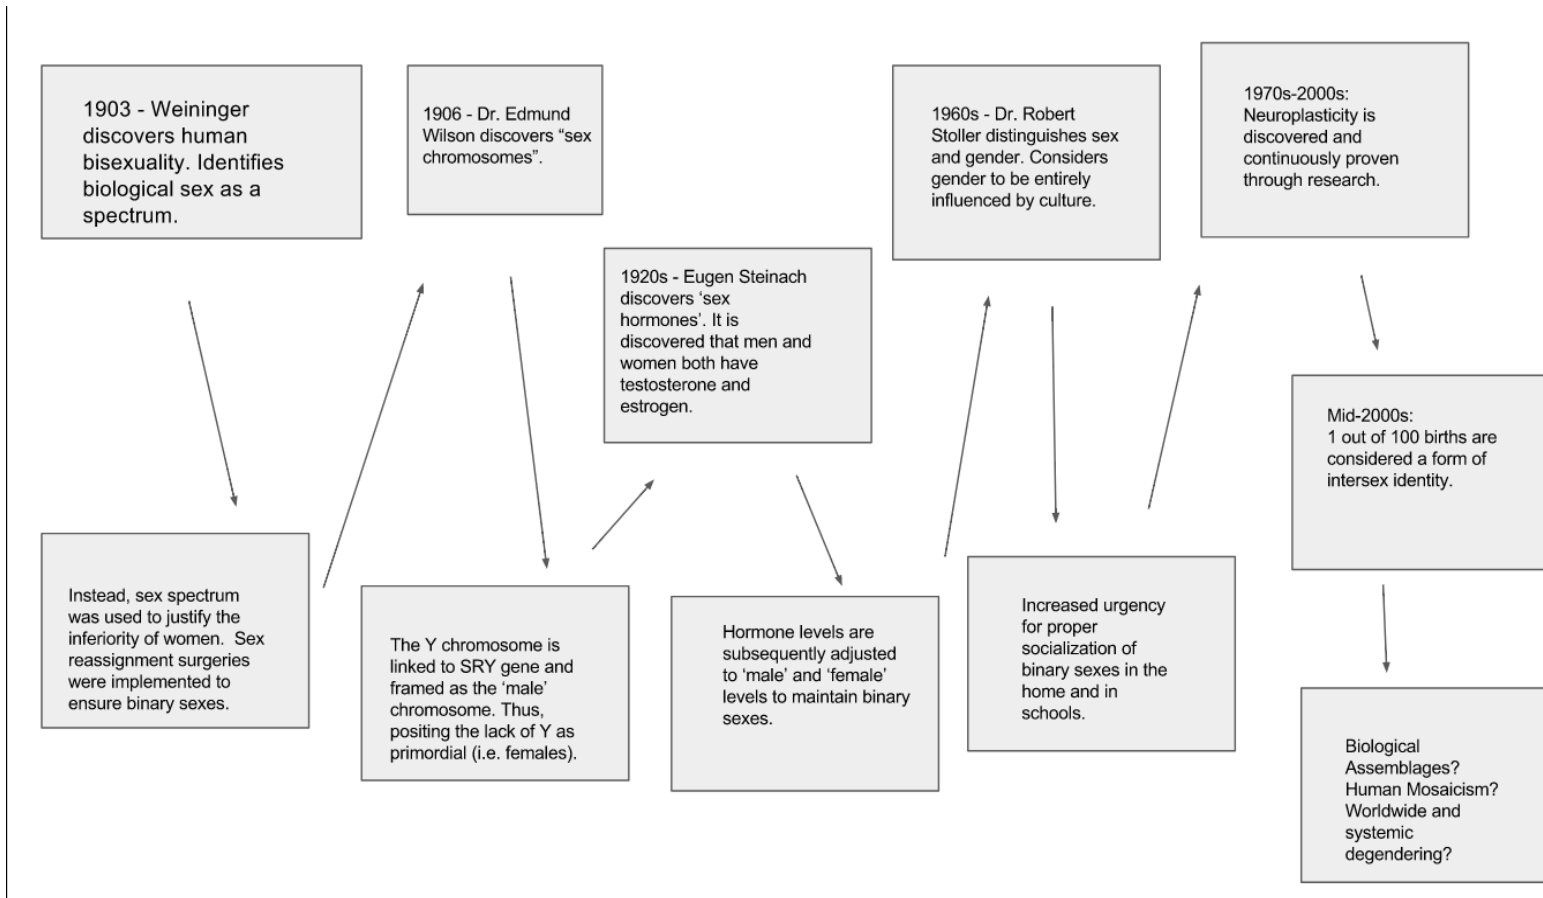 1903 - Weininger
discovers human
bisexuality. Identifies
biological sex as a
spectrum.
Instead, sex spectrum
was used to justify the
inferiority of women.  Sex
reassignment surgeries
were implemented to
ensure binary sexes.
1906 - Dr. Edmund
Wilson discovers “sex
chromosomes”.
The Y chromosome is
linked to SRY gene and
framed as the ‘male’
chromosome. Thus,
positing the lack of Y as
primordial (i.e. females).
1920s - Eugen Steinach
discovers ‘sex
hormones’. It is
discovered that men and
women both have
testosterone and
estrogen.
Hormone levels are
subsequently adjusted
to ‘male’ and ‘female’
levels to maintain binary
sexes.
1960s - Dr. Robert
Stoller distinguishes sex
and gender. Considers
gender to be entirely
influenced by culture.
Increased urgency
for proper
socialization of
binary sexes in the
home and in
schools.
1970s-2000s:
Neuroplasticity is
discovered and
continuously proven
through research.
Mid-2000s:
1 out of 100 births are
considered a form of
intersex identity.
Biological
Assemblages?
Human Mosaicism?
Worldwide and
systemic
degendering?